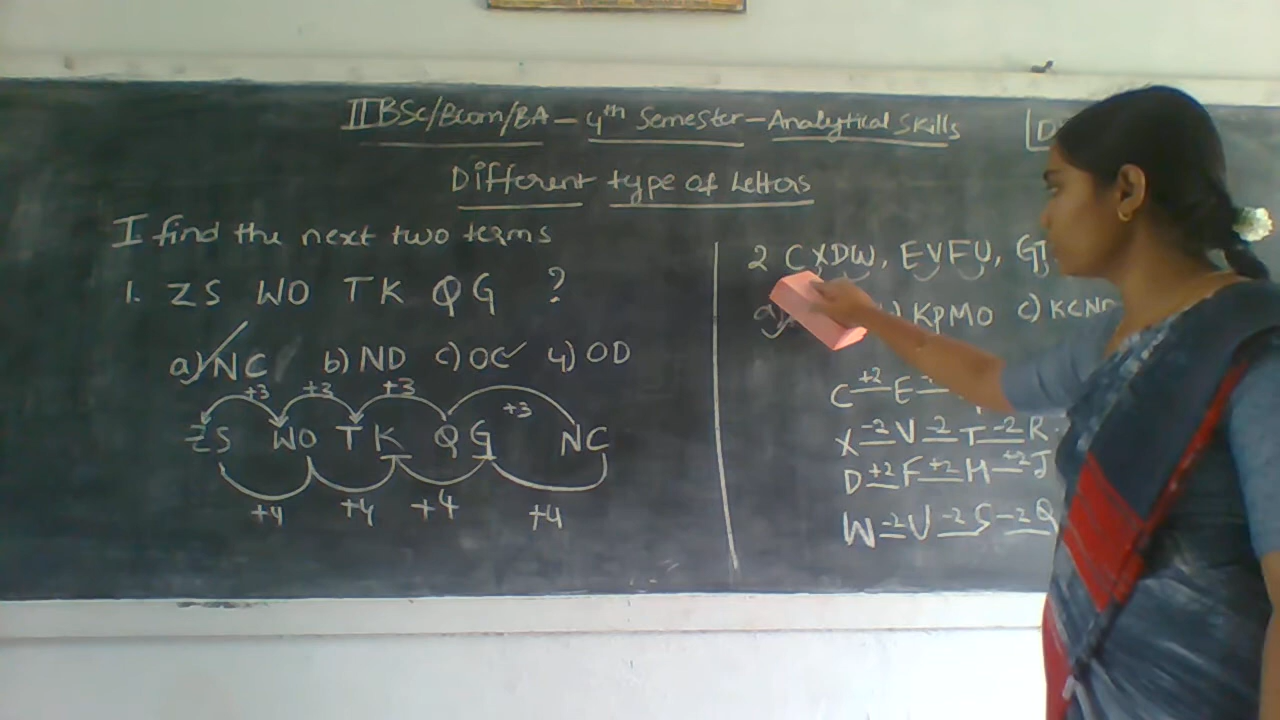 II BSc/Bcom/BA - 4th Semester - Analytical Skills
Different type of Letters
I find the next two terms
1. ZS WO TK QG ?
a) NC b) ND c) OC 4) OD
+3 +3 +3 +3
ZS WO TK QG NC
+4 +4 +4 +4
2 CXDW, EVFU, GT
a) KPMO c) KCND
C +2 E
X -2 V -2 T -2 R
D +2 F +2 H +2 J
W -2 U -2 S -2 Q